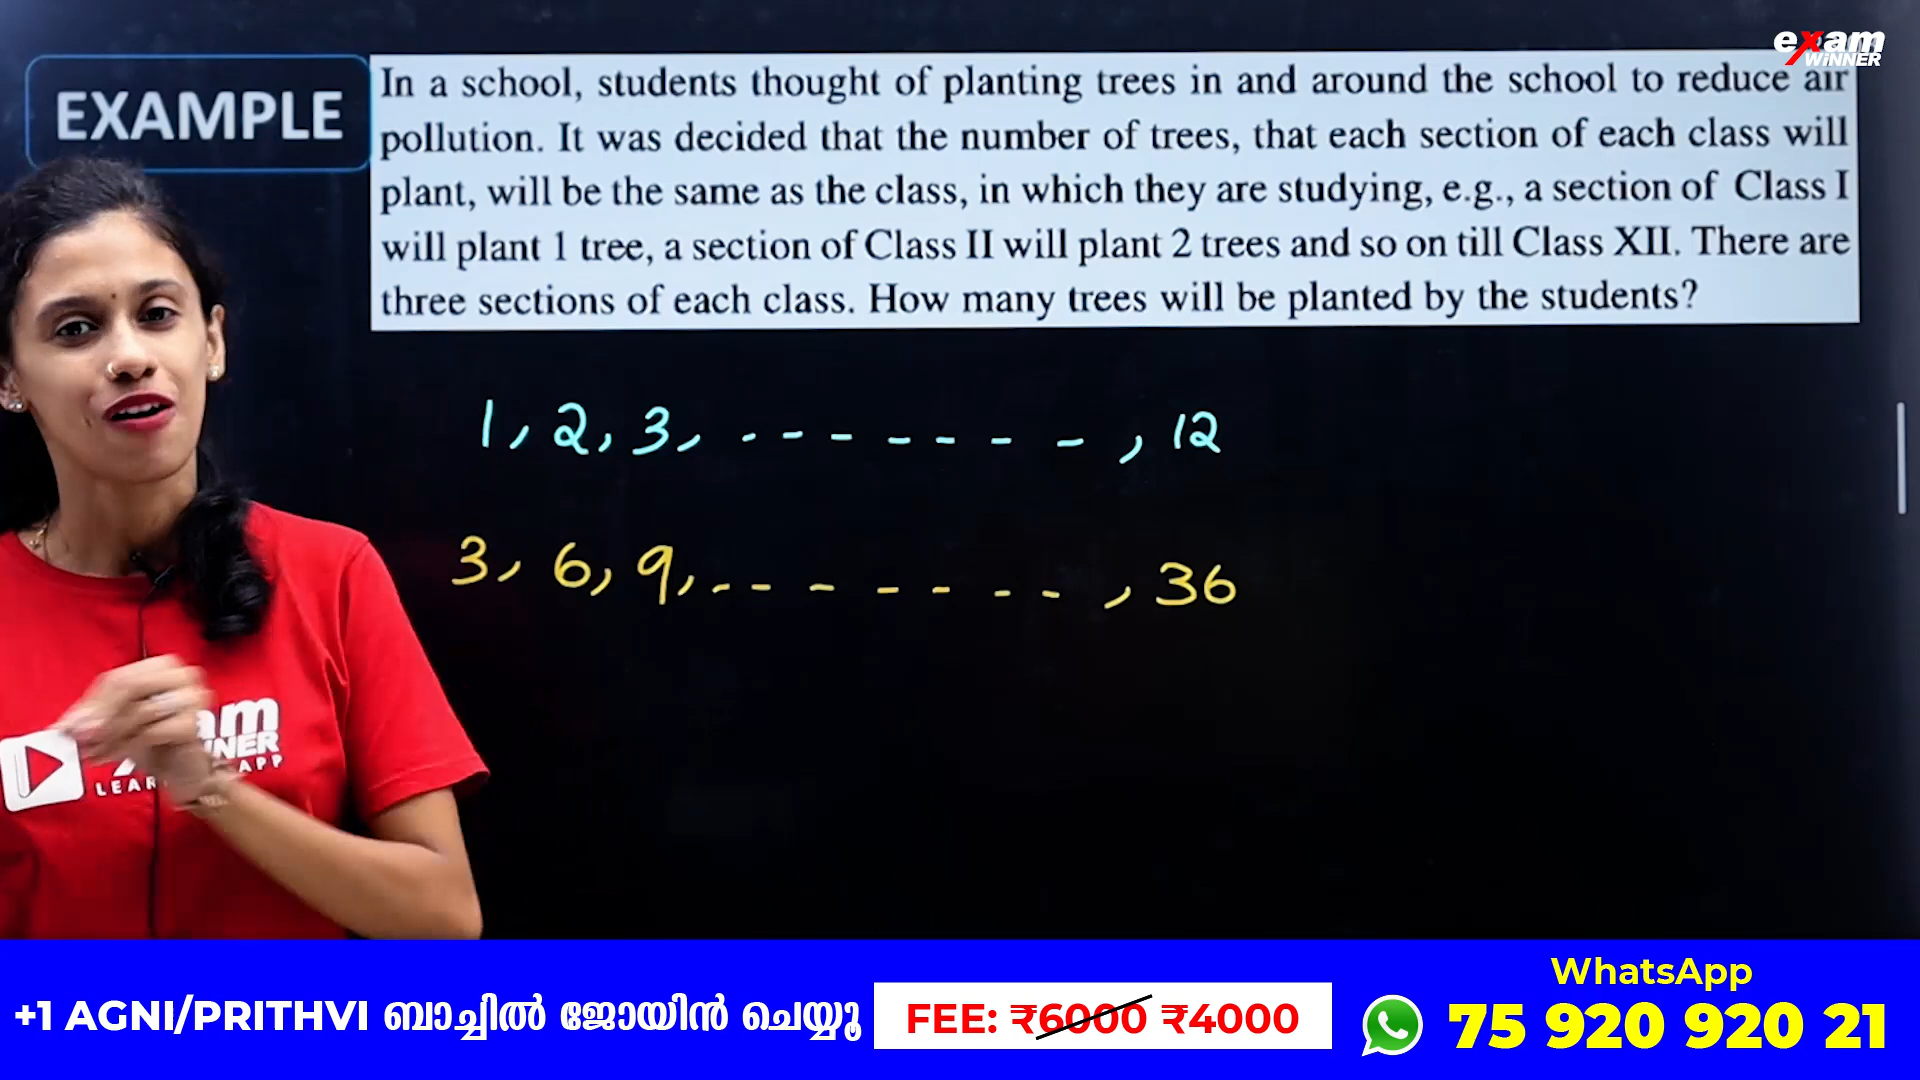 exam
WINNER
EXAMPLE
In a school, students thought of planting trees in and around the school to reduce air
pollution. It was decided that the number of trees, that each section of each class will
plant, will be the same as the class, in which they are studying, e.g., a section of Class I
will plant 1 tree, a section of Class II will plant 2 trees and so on till Class XII. There are
three sections of each class. How many trees will be planted by the students?
1, 2, 3, - - - - - - - , 12
3, 6, 9, - - - - - - - , 36
am
NER
LEAR APP
+1 AGNI/PRITHVI ബാച്ചിൽ ജോയിൻ ചെയ്യൂ
FEE: ₹6000 ₹4000
WhatsApp
75 920 920 21